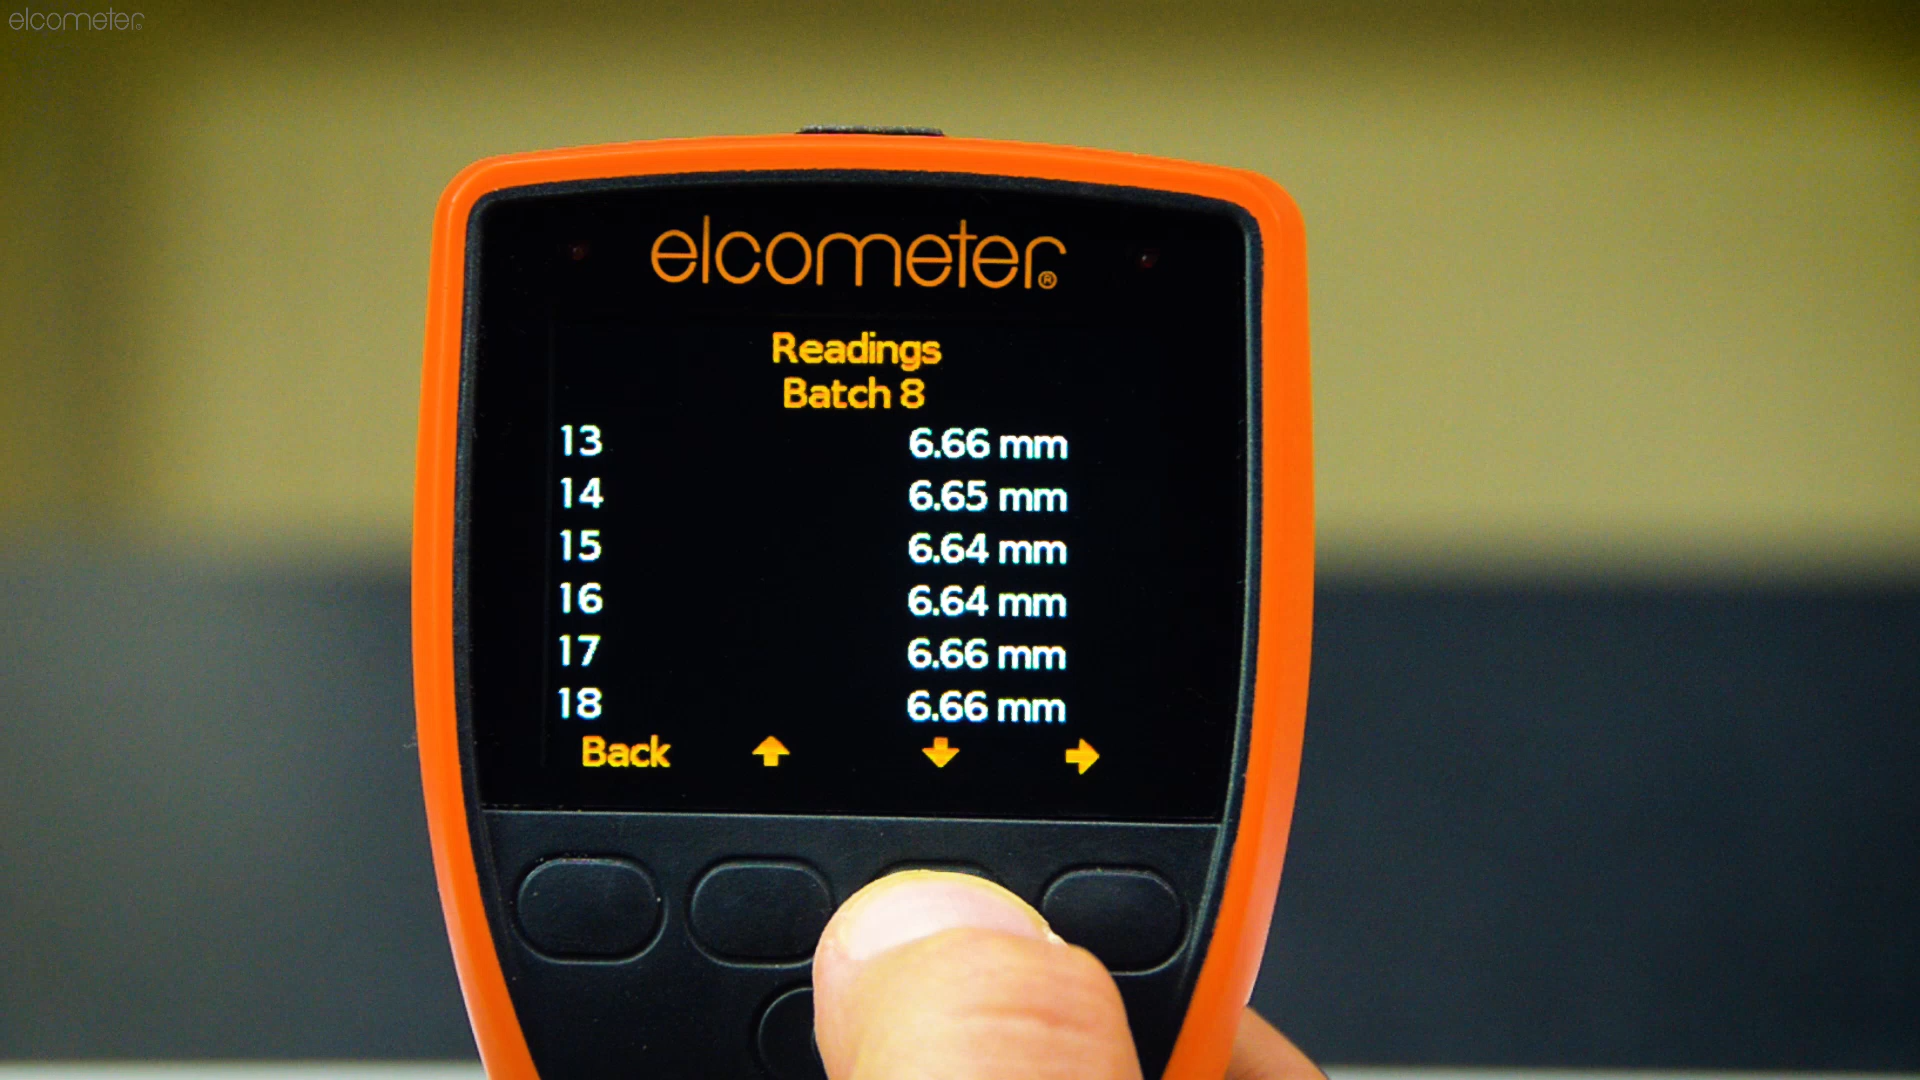 elcometer
elcometer®
Readings
Batch 8
13 6.66 mm
14 6.65 mm
15 6.64 mm
16 6.64 mm
17 6.66 mm
18 6.66 mm
Back